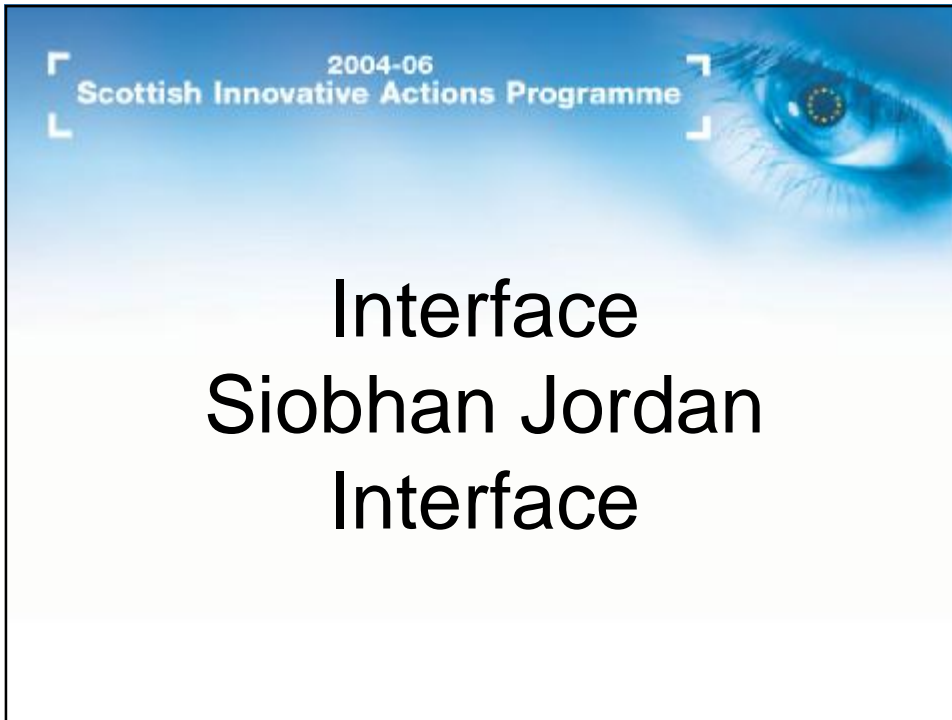 2004-06
Scottish Innovative Actions Programme
Interface
Siobhan Jordan
Interface